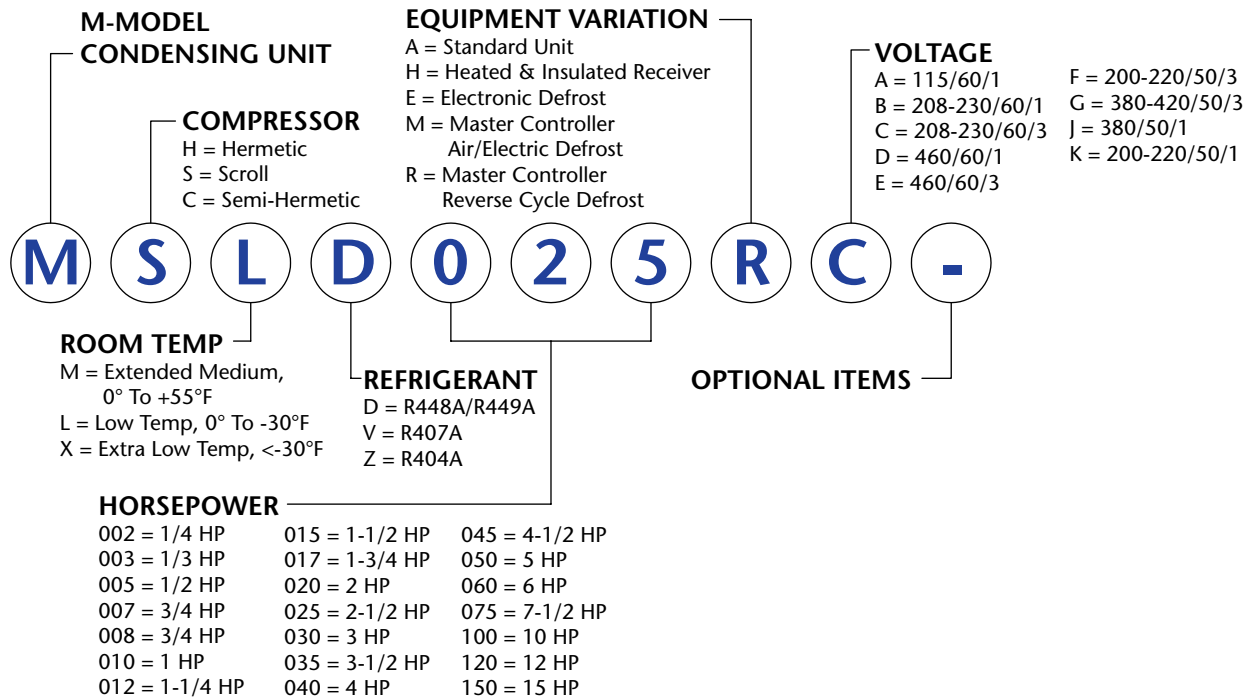 M-MODEL
CONDENSING UNIT
COMPRESSOR
H = Hermetic
S = Scroll
C = Semi-Hermetic
EQUIPMENT VARIATION
A = Standard Unit
H = Heated & Insulated Receiver
E = Electronic Defrost
M = Master Controller
Air/Electric Defrost
R = Master Controller
Reverse Cycle Defrost
VOLTAGE
A = 115/60/1
B = 208-230/60/1
C = 208-230/60/3
D = 460/60/1
E = 460/60/3
F = 200-220/50/3
G = 380-420/50/3
J = 380/50/1
K = 200-220/50/1
M S L D 0 2 5 R C -
ROOM TEMP
M = Extended Medium,
0° To +55°F
L = Low Temp, 0° To -30°F
X = Extra Low Temp, <-30°F
REFRIGERANT
D = R448A/R449A
V = R407A
Z = R404A
OPTIONAL ITEMS
HORSEPOWER
002 = 1/4 HP
003 = 1/3 HP
005 = 1/2 HP
007 = 3/4 HP
008 = 3/4 HP
010 = 1 HP
012 = 1-1/4 HP
015 = 1-1/2 HP
017 = 1-3/4 HP
020 = 2 HP
025 = 2-1/2 HP
030 = 3 HP
035 = 3-1/2 HP
040 = 4 HP
045 = 4-1/2 HP
050 = 5 HP
060 = 6 HP
075 = 7-1/2 HP
100 = 10 HP
120 = 12 HP
150 = 15 HP